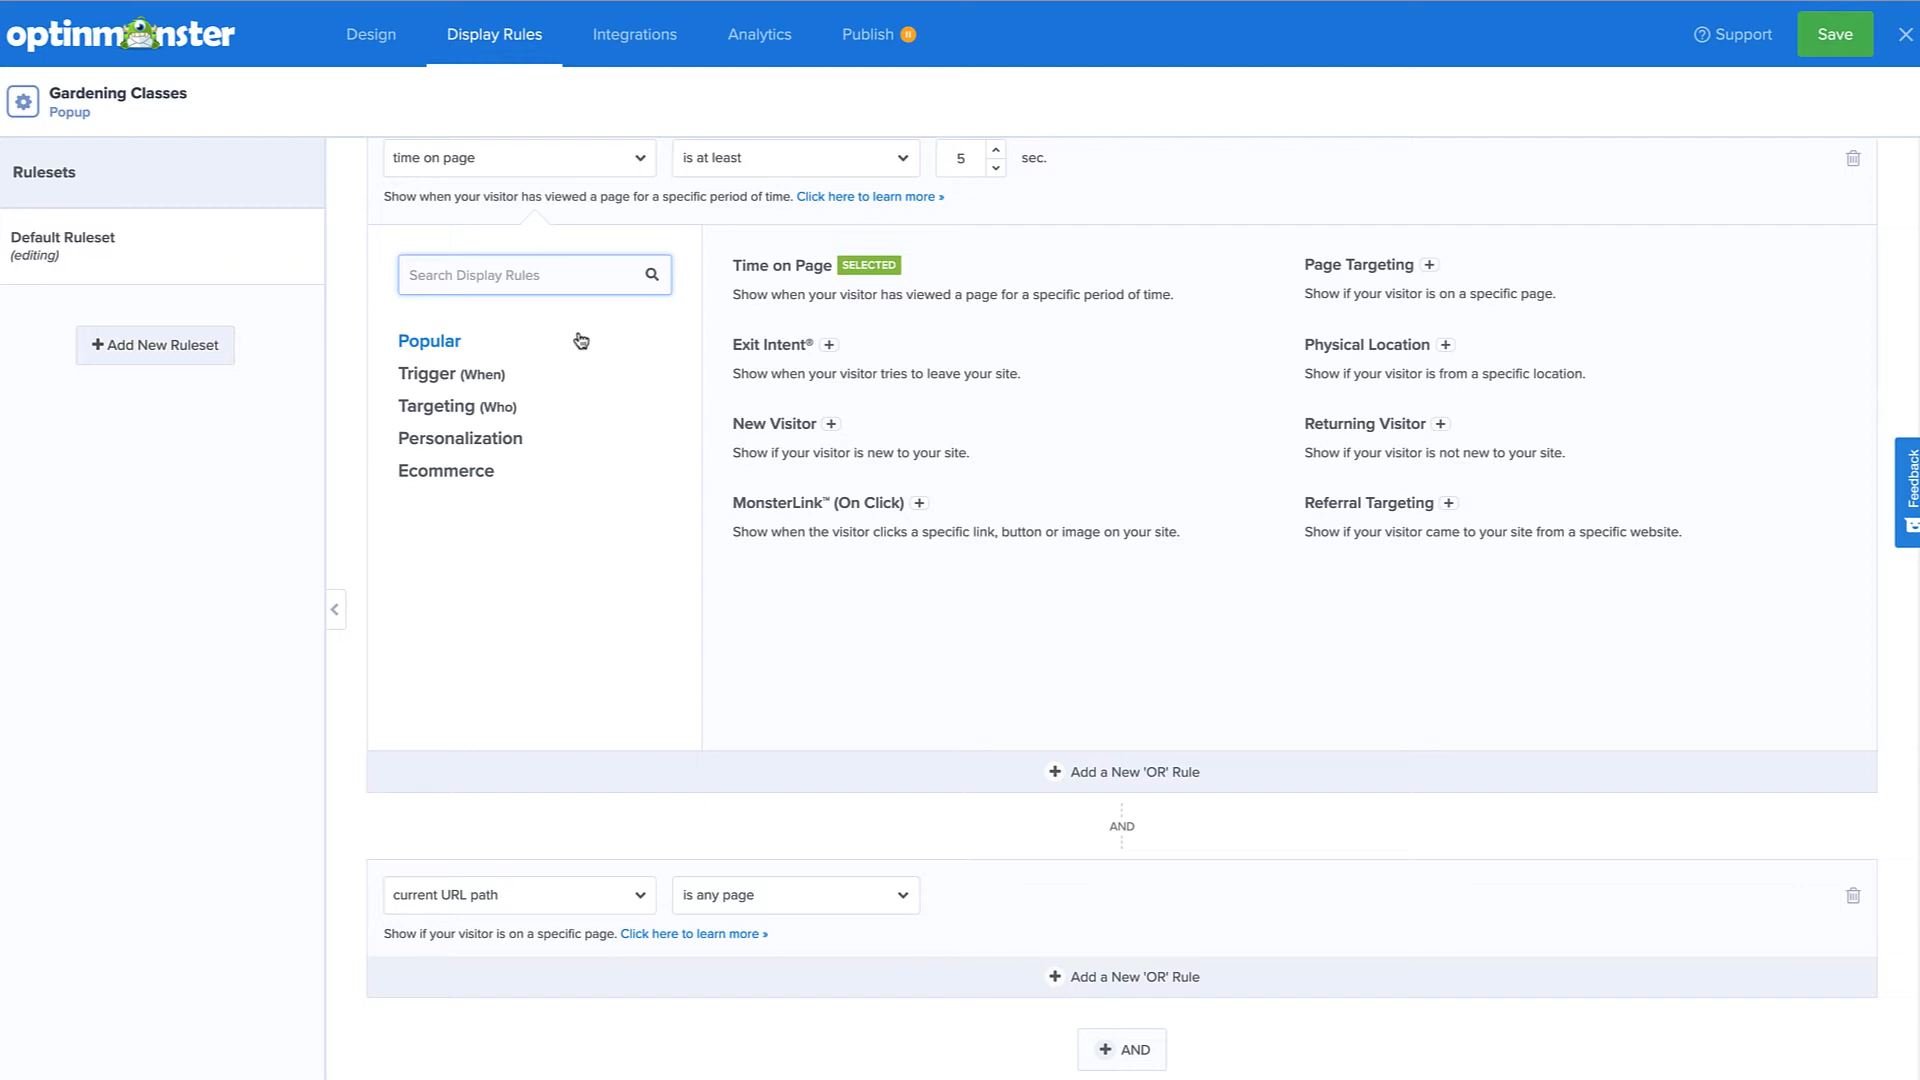 optinmonster
Design
Display Rules
Integrations
Analytics
Publish
Support
Save
Gardening Classes
Popup
Rulesets
Default Ruleset
(editing)
Add New Ruleset
time on page
is at least
5
sec.
Show when your visitor has viewed a page for a specific period of time. Click here to learn more »
Search Display Rules
Popular
Trigger (When)
Targeting (Who)
Personalization
Ecommerce
Time on Page SELECTED
Show when your visitor has viewed a page for a specific period of time.
Page Targeting
Show if your visitor is on a specific page.
Exit Intent®
Show when your visitor tries to leave your site.
Physical Location
Show if your visitor is from a specific location.
New Visitor
Show if your visitor is new to your site.
Returning Visitor
Show if your visitor is not new to your site.
MonsterLink™ (On Click)
Show when the visitor clicks a specific link, button or image on your site.
Referral Targeting
Show if your visitor came to your site from a specific website.
Feedback
Add a New 'OR' Rule
AND
current URL path
is any page
Show if your visitor is on a specific page. Click here to learn more »
Add a New 'OR' Rule
AND